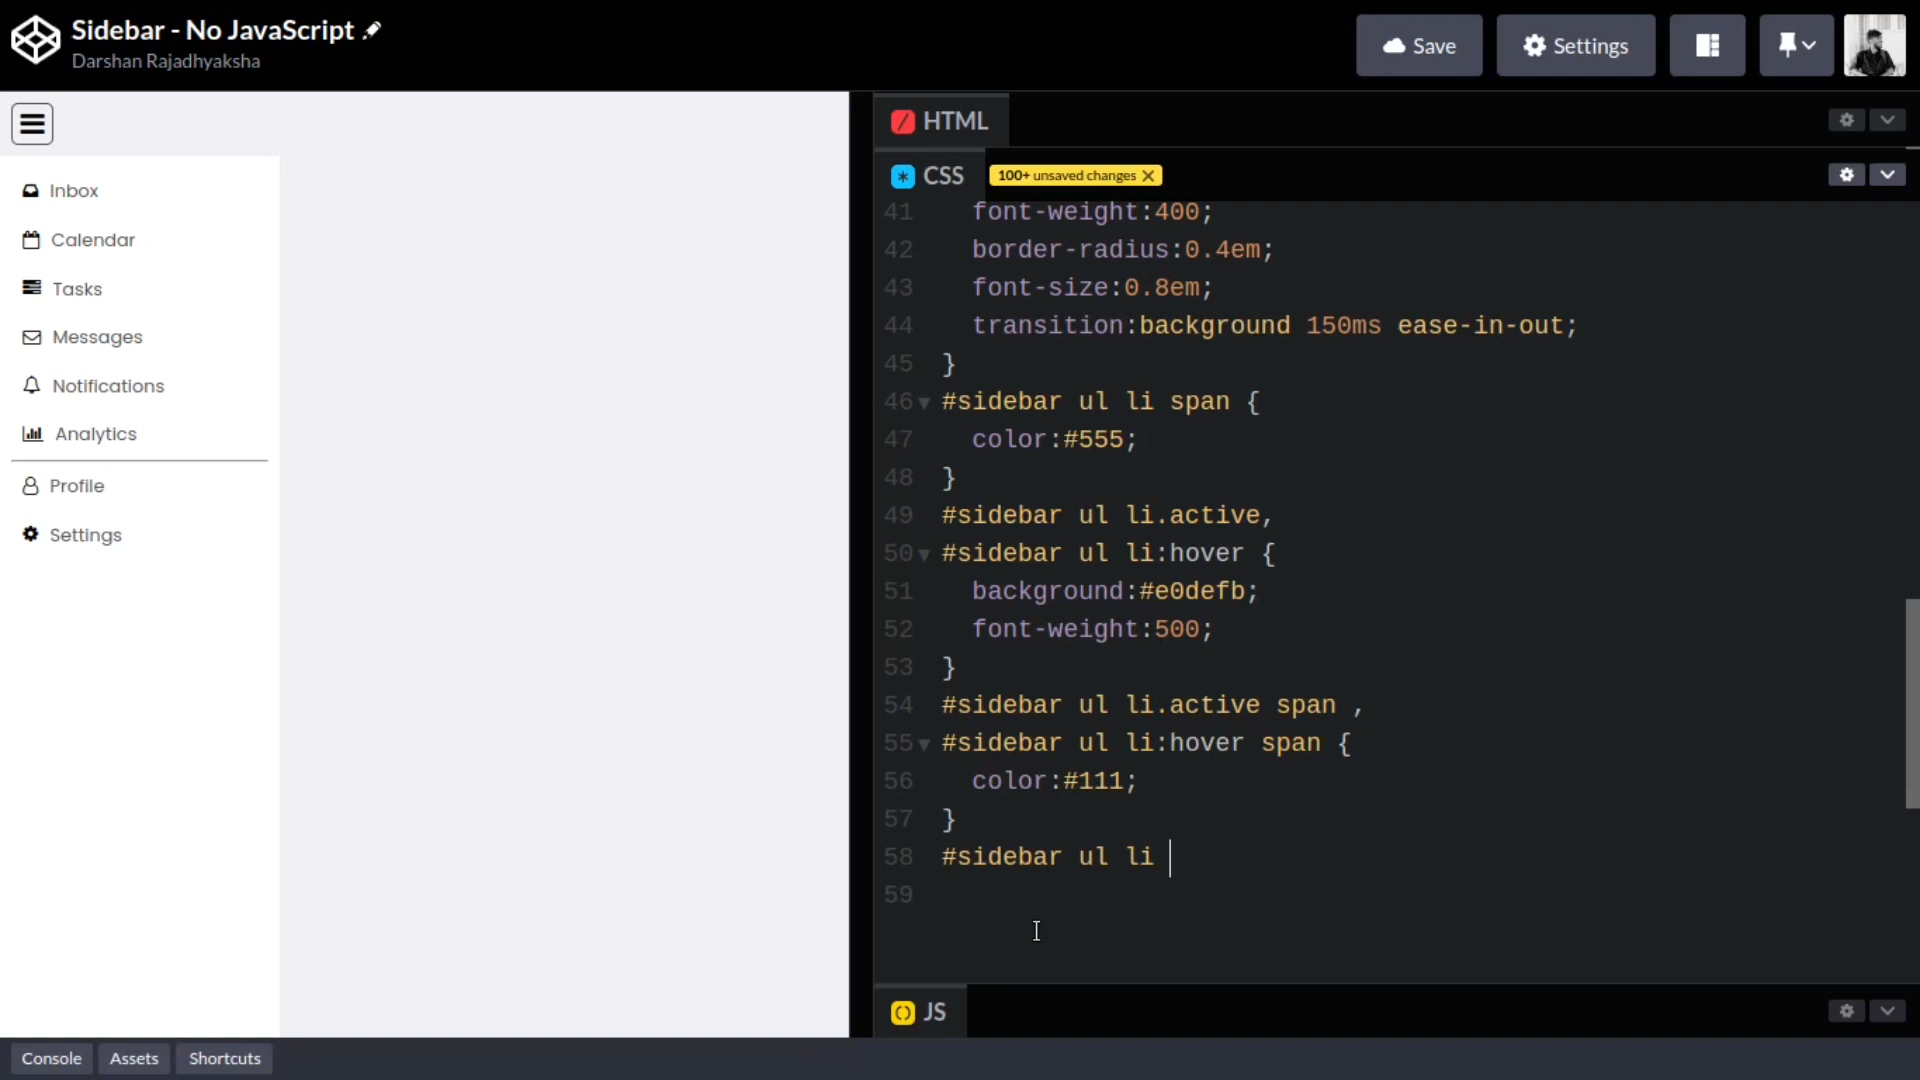 Sidebar - No JavaScript
Darshan Rajadhyaksha
Save
Settings
Inbox
Calendar
Tasks
Messages
Notifications
Analytics
Profile
Settings
HTML
CSS
100+ unsaved changes
41 font-weight:400;
42 border-radius:0.4em;
43 font-size:0.8em;
44 transition:background 150ms ease-in-out;
45 }
46 #sidebar ul li span {
47 color:#555;
48 }
49 #sidebar ul li.active,
50 #sidebar ul li:hover {
51 background:#e0defb;
52 font-weight:500;
53 }
54 #sidebar ul li.active span ,
55 #sidebar ul li:hover span {
56 color:#111;
57 }
58 #sidebar ul li
59
JS
Console
Assets
Shortcuts